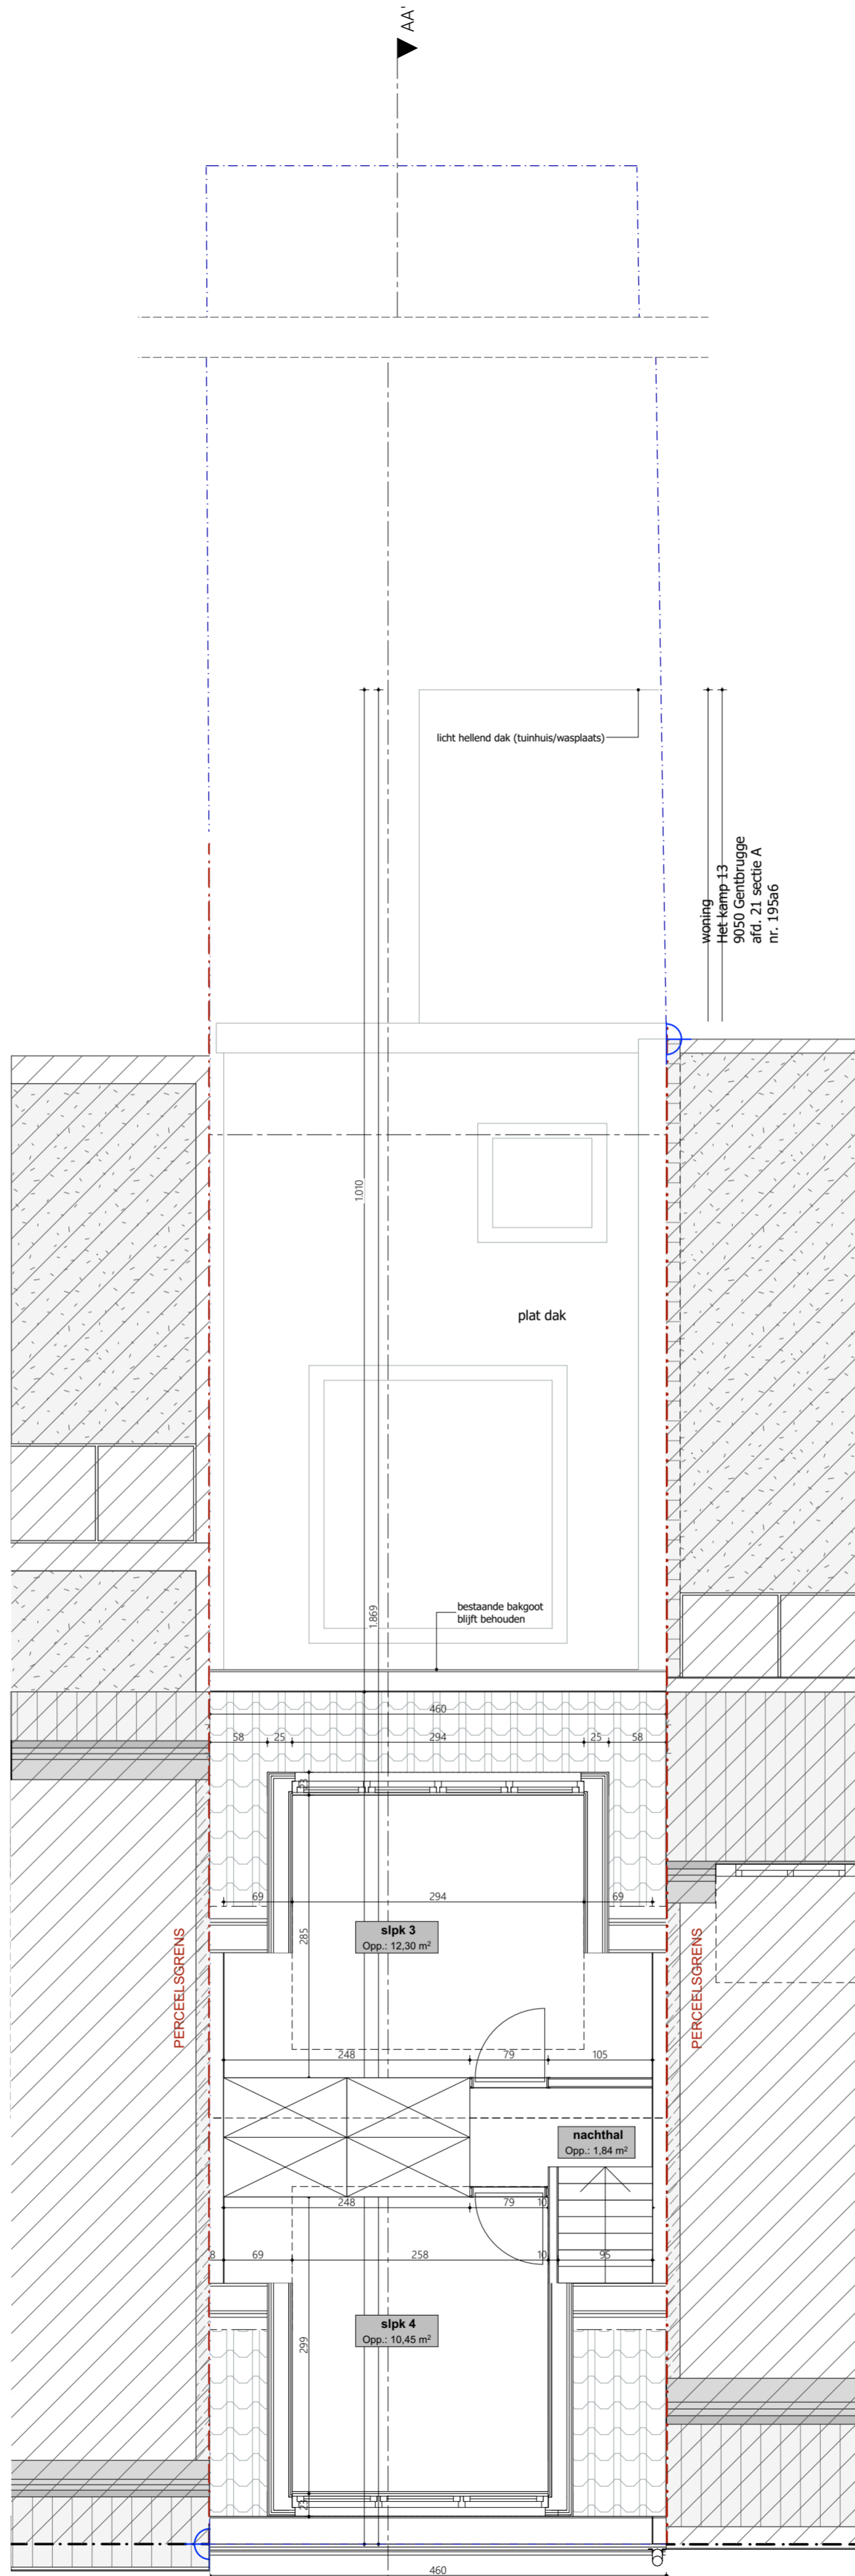 AA'
licht hellend dak (tuinhuis/wasplaats)
woning
Het kamp 13
9050 Gentbrugge
afd. 21 sectie A
nr. 195a6
1.010
plat dak
1.869
bestaande bakgoot
blijft behouden
460
58
25
294
25
58
23
69
294
69
285
slpk 3
Opp.: 12,30 m²
PERCEELSGRENS
PERCEELSGRENS
248
79
105
nachthal
Opp.: 1,84 m²
248
79
10
8
69
258
10
95
slpk 4
Opp.: 10,45 m²
299
23
460